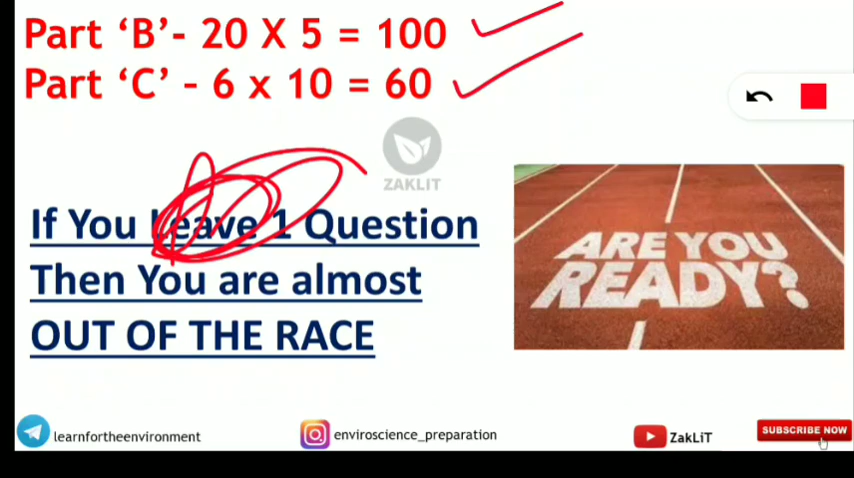 Part ‘B’- 20 X 5 = 100
Part ‘C’ - 6 x 10 = 60
ZAKLIT
If You Leave 1 Question
Then You are almost
OUT OF THE RACE
ARE YOU
READY?
learnfortheenvironment
enviroscience_preparation
ZakLiT
SUBSCRIBE NOW